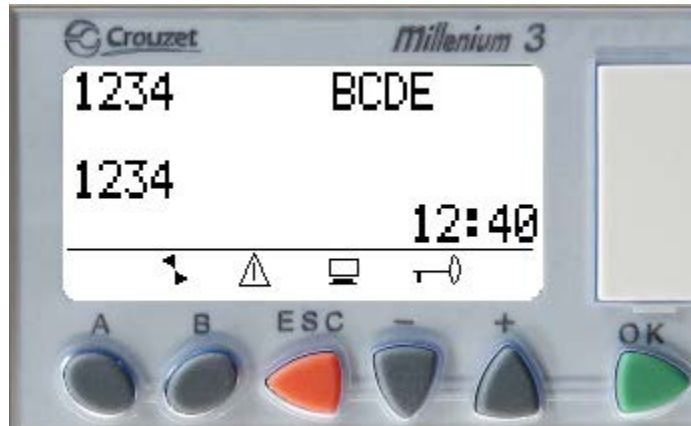 Crouzet Millenium 3
1234 BCDE
1234
12:40
A B ESC - + OK